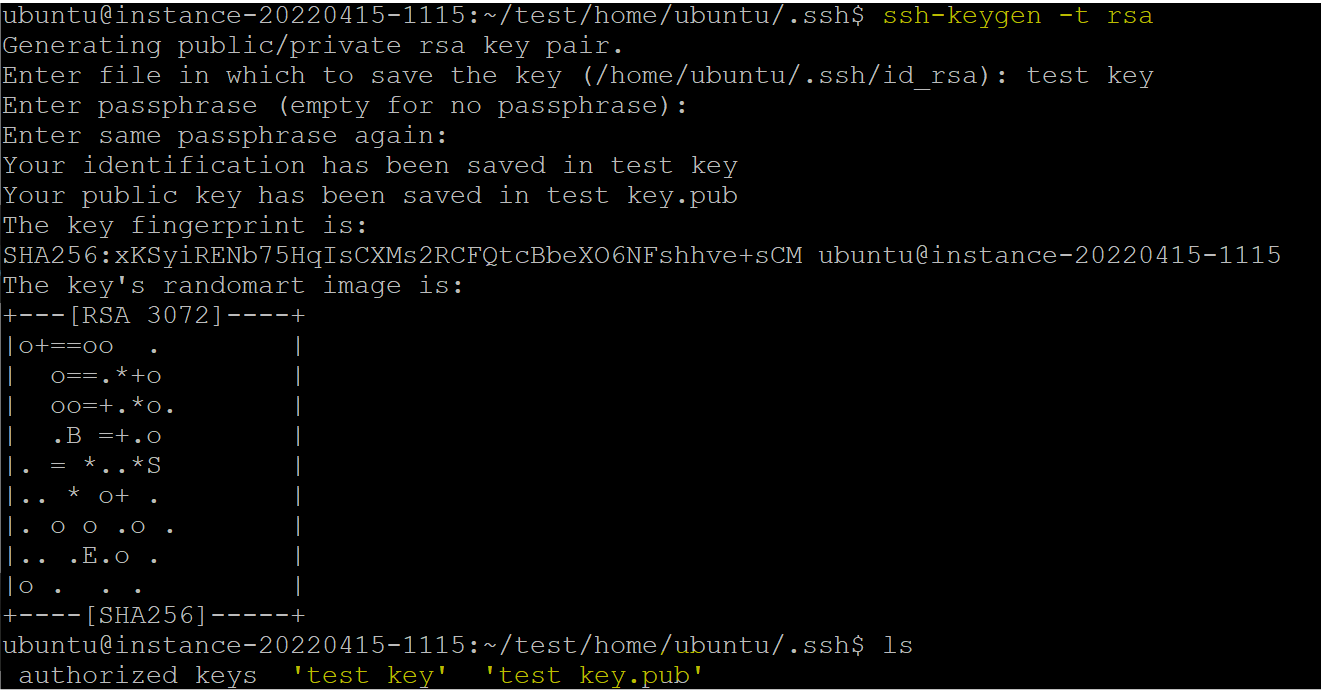 ubuntu@instance-20220415-1115:~/test/home/ubuntu/.ssh$ ssh-keygen -t rsa
Generating public/private rsa key pair.
Enter file in which to save the key (/home/ubuntu/.ssh/id_rsa): test key
Enter passphrase (empty for no passphrase):
Enter same passphrase again:
Your identification has been saved in test key
Your public key has been saved in test key.pub
The key fingerprint is:
SHA256:xKSyiRENb75HqIsCXMs2RCFQtcBbeXO6NFshhve+sCM ubuntu@instance-20220415-1115
The key's randomart image is:
+---[RSA 3072]----+
|o+==oo  .        |
|  o==.*+o        |
|  oo=+.*o.       |
|  .B =+.o        |
|. = *..*S        |
|.. * o+ .        |
|. o o .o .       |
|.. .E.o .        |
|o .  . .         |
+----[SHA256]-----+
ubuntu@instance-20220415-1115:~/test/home/ubuntu/.ssh$ ls
 authorized keys  'test key'  'test key.pub'